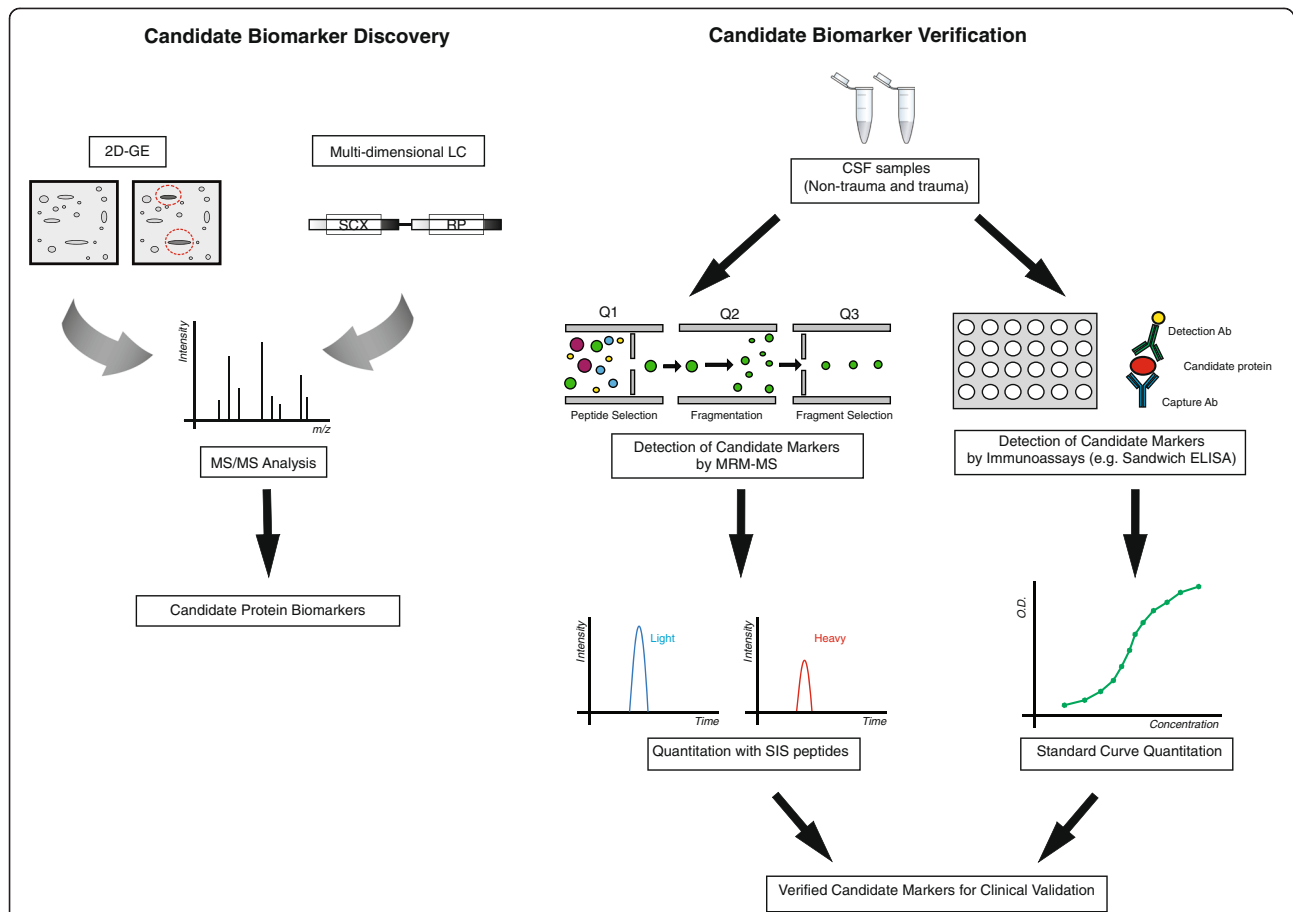 Candidate Biomarker Discovery
2D-GE
Multi-dimensional LC
SCX
RP
Intensity
m/z
MS/MS Analysis
Candidate Protein Biomarkers
Candidate Biomarker Verification
CSF samples
(Non-trauma and trauma)
Q1
Q2
Q3
Peptide Selection
Fragmentation
Fragment Selection
Detection of Candidate Markers
by MRM-MS
Detection Ab
Candidate protein
Capture Ab
Detection of Candidate Markers
by Immunoassays (e.g. Sandwich ELISA)
Intensity
Light
Time
Intensity
Heavy
Time
Quantitation with SIS peptides
O.D.
Concentration
Standard Curve Quantitation
Verified Candidate Markers for Clinical Validation